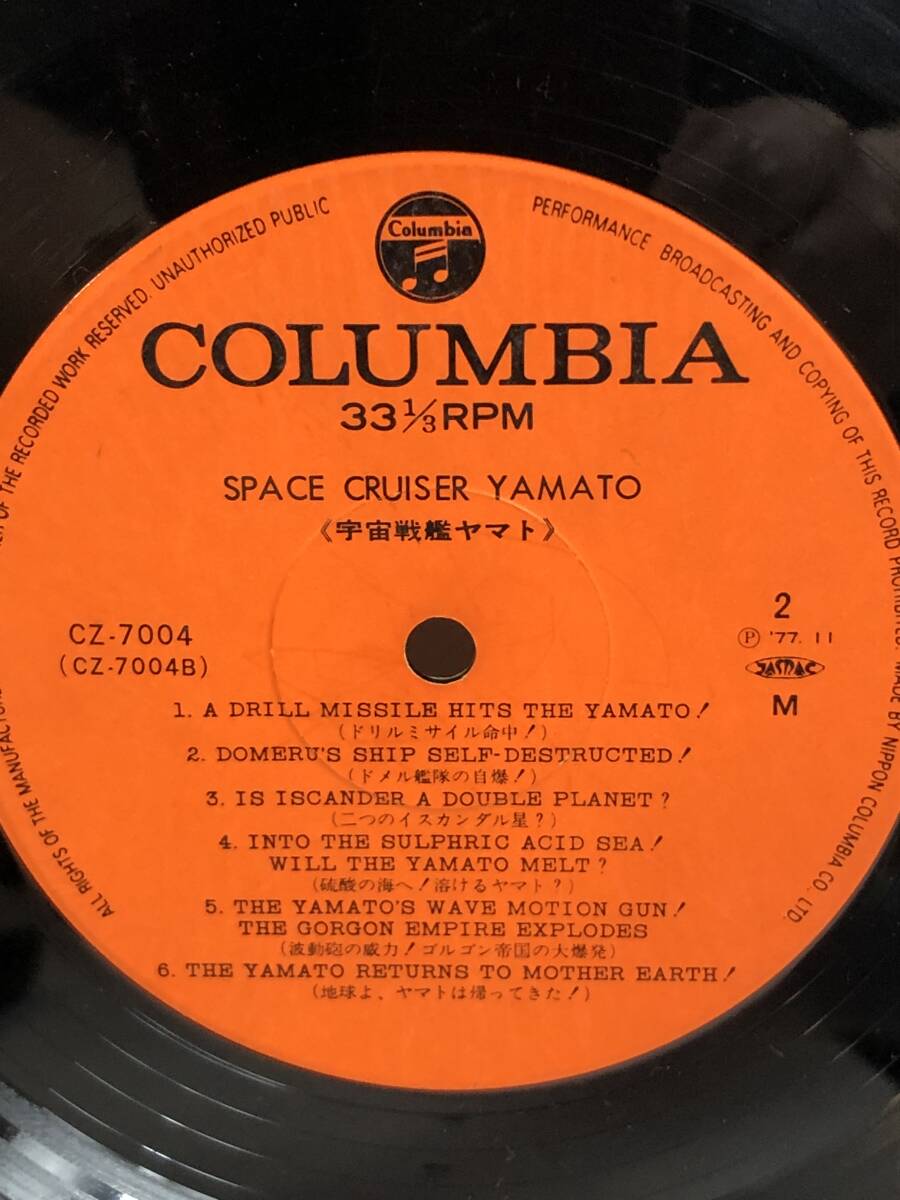 Columbia
COLUMBIA
33 1/3 RPM
SPACE CRUISER YAMATO
《宇宙戦艦ヤマト》
CZ-7004
(CZ-7004B)
2
Ⓟ '77. 11
JASRAC
M
1. A DRILL MISSILE HITS THE YAMATO!
(ドリルミサイル命中!)
2. DOMERU'S SHIP SELF-DESTRUCTED!
(ドメル艦隊の自爆!)
3. IS ISCANDER A DOUBLE PLANET?
(二つのイスカンダル星?)
4. INTO THE SULPHRIC ACID SEA!
WILL THE YAMATO MELT?
(硫酸の海へ!溶けるヤマト?)
5. THE YAMATO'S WAVE MOTION GUN!
THE GORGON EMPIRE EXPLODES
(波動砲の威力!ゴルゴン帝国の大爆発)
6. THE YAMATO RETURNS TO MOTHER EARTH!
(地球よ、ヤマトは帰ってきた!)
ALL RIGHTS OF THE MANUFACTURER OF THE RECORDED WORK RESERVED. UNAUTHORIZED PUBLIC PERFORMANCE BROADCASTING AND COPYING OF THIS RECORD PROHIBITED. MADE BY NIPPON COLUMBIA CO. LTD.